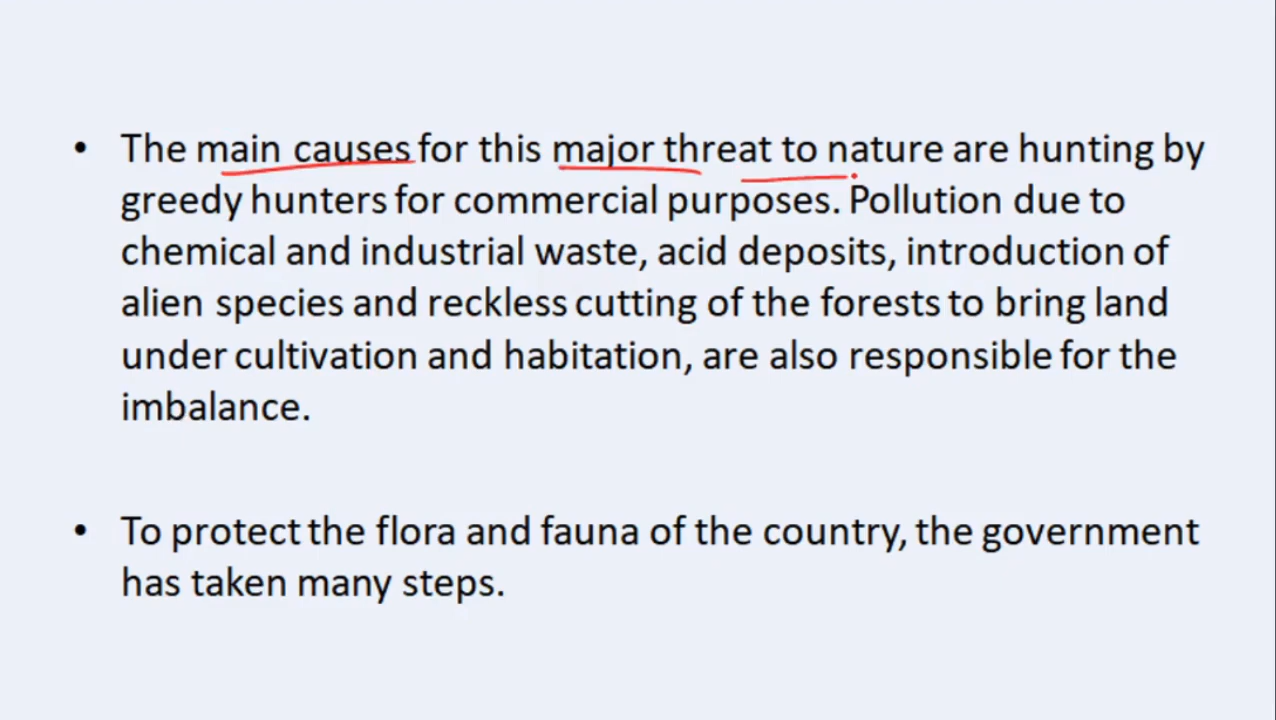 • The main causes for this major threat to nature are hunting by
greedy hunters for commercial purposes. Pollution due to
chemical and industrial waste, acid deposits, introduction of
alien species and reckless cutting of the forests to bring land
under cultivation and habitation, are also responsible for the
imbalance.
• To protect the flora and fauna of the country, the government
has taken many steps.